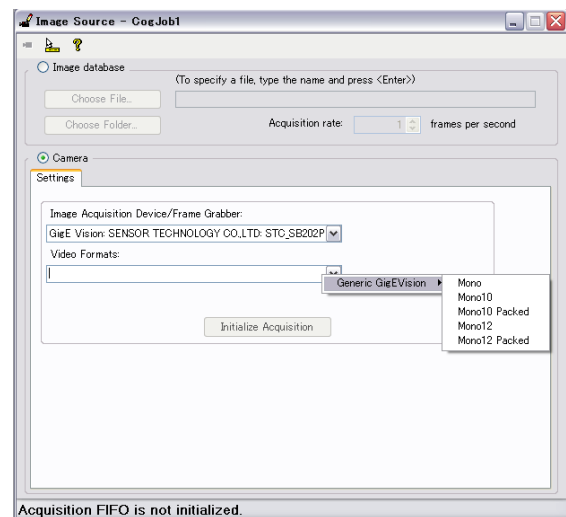 Image Source - CogJob1
Image database
(To specify a file, type the name and press <Enter>)
Choose File..
Choose Folder..
Acquisition rate: 1 frames per second
Camera
Settings
Image Acquisition Device/Frame Grabber:
GigE Vision: SENSOR TECHNOLOGY CO.,LTD: STC_SB202P
Video Formats:
Generic GigEVision
Mono
Mono10
Mono10 Packed
Mono12
Mono12 Packed
Initialize Acquisition
Acquisition FIFO is not initialized.